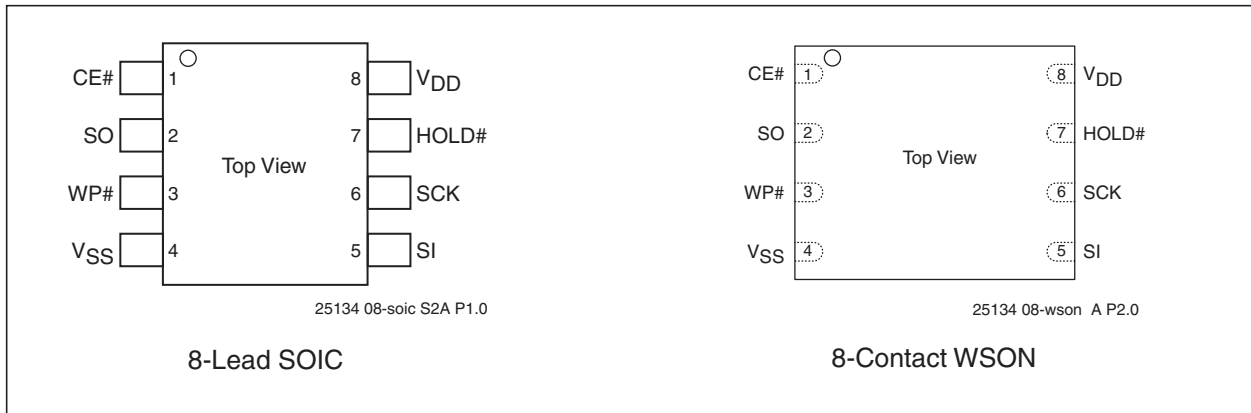 CE# 1 8 VDD
SO 2 7 HOLD#
Top View
WP# 3 6 SCK
VSS 4 5 SI
25134 08-soic S2A P1.0
8-Lead SOIC
CE# 1 8 VDD
SO 2 7 HOLD#
Top View
WP# 3 6 SCK
VSS 4 5 SI
25134 08-wson A P2.0
8-Contact WSON